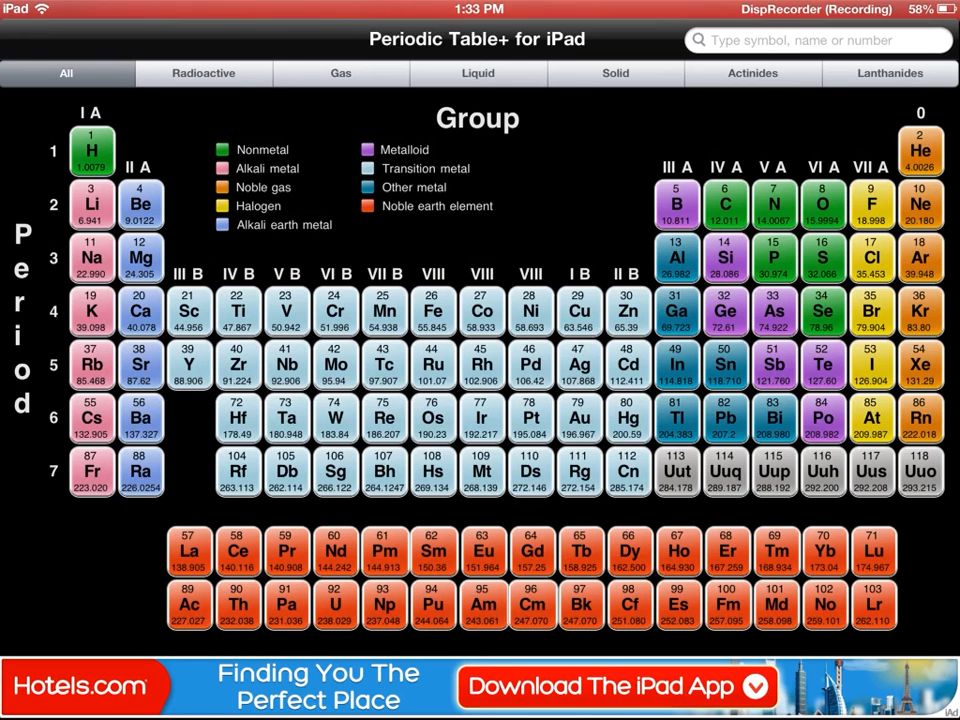 iPad 1:33 PM DispRecorder (Recording) 58%
Periodic Table+ for iPad Type symbol, name or number
All Radioactive Gas Liquid Solid Actinides Lanthanides
Group
Period
I A 0
1 1 H 1.0079 2 He 4.0026
Nonmetal Metalloid
Alkali metal Transition metal
Noble gas Other metal
Halogen Noble earth element
Alkali earth metal
II A III A IV A V A VI A VII A
2 3 Li 6.941 4 Be 9.0122 5 B 10.811 6 C 12.011 7 N 14.0067 8 O 15.9994 9 F 18.998 10 Ne 20.180
3 11 Na 22.990 12 Mg 24.305 13 Al 26.982 14 Si 28.086 15 P 30.974 16 S 32.066 17 Cl 35.453 18 Ar 39.948
III B IV B V B VI B VII B VIII VIII VIII I B II B
4 19 K 39.098 20 Ca 40.078 21 Sc 44.956 22 Ti 47.867 23 V 50.942 24 Cr 51.996 25 Mn 54.938 26 Fe 55.845 27 Co 58.933 28 Ni 58.693 29 Cu 63.546 30 Zn 65.39 31 Ga 69.723 32 Ge 72.61 33 As 74.922 34 Se 78.96 35 Br 79.904 36 Kr 83.80
5 37 Rb 85.468 38 Sr 87.62 39 Y 88.906 40 Zr 91.224 41 Nb 92.906 42 Mo 95.94 43 Tc 97.907 44 Ru 101.07 45 Rh 102.906 46 Pd 106.42 47 Ag 107.868 48 Cd 112.411 49 In 114.818 50 Sn 118.710 51 Sb 121.760 52 Te 127.60 53 I 126.904 54 Xe 131.29
6 55 Cs 132.905 56 Ba 137.327 72 Hf 178.49 73 Ta 180.948 74 W 183.84 75 Re 186.207 76 Os 190.23 77 Ir 192.217 78 Pt 195.084 79 Au 196.967 80 Hg 200.59 81 Tl 204.383 82 Pb 207.2 83 Bi 208.980 84 Po 208.982 85 At 209.987 86 Rn 222.018
7 87 Fr 223.020 88 Ra 226.0254 104 Rf 263.113 105 Db 262.114 106 Sg 266.122 107 Bh 264.1247 108 Hs 269.134 109 Mt 268.139 110 Ds 272.146 111 Rg 272.154 112 Cn 285.174 113 Uut 284.178 114 Uuq 289.187 115 Uup 288.192 116 Uuh 292.200 117 Uus 292.208 118 Uuo 293.215
57 La 138.905 58 Ce 140.116 59 Pr 140.908 60 Nd 144.242 61 Pm 144.913 62 Sm 150.36 63 Eu 151.964 64 Gd 157.25 65 Tb 158.925 66 Dy 162.500 67 Ho 164.930 68 Er 167.259 69 Tm 168.934 70 Yb 173.04 71 Lu 174.967
89 Ac 227.027 90 Th 232.038 91 Pa 231.036 92 U 238.029 93 Np 237.048 94 Pu 244.064 95 Am 243.061 96 Cm 247.070 97 Bk 247.070 98 Cf 251.080 99 Es 252.083 100 Fm 257.095 101 Md 258.098 102 No 259.101 103 Lr 262.110
Hotels.com Finding You The Perfect Place Download The iPad App
iAd